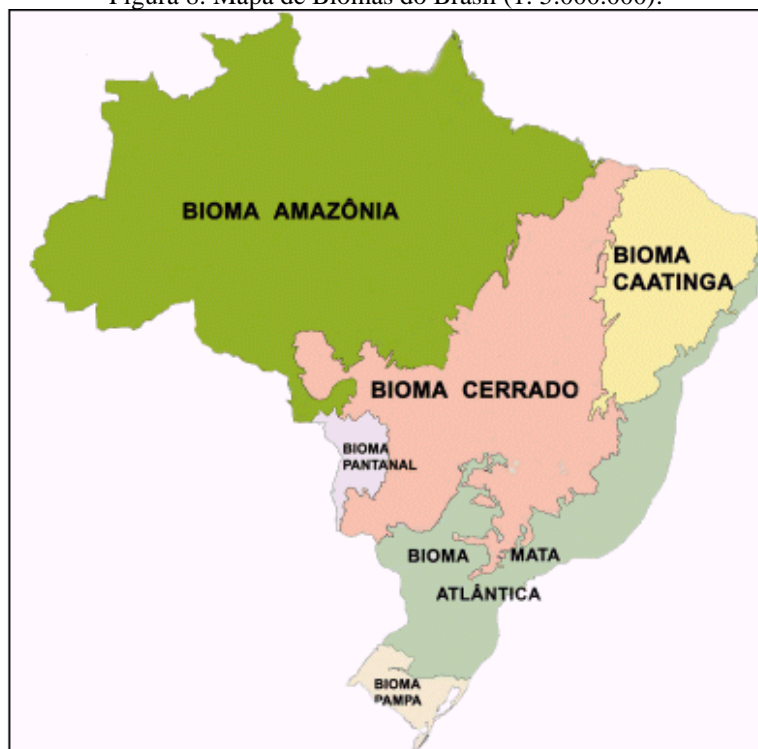 Figura 8: Mapa de Biomas do Brasil (1: 5.000.000).
BIOMA AMAZÔNIA
BIOMA
CAATINGA
BIOMA CERRADO
BIOMA
PANTANAL
BIOMA MATA
ATLÂNTICA
BIOMA
PAMPA